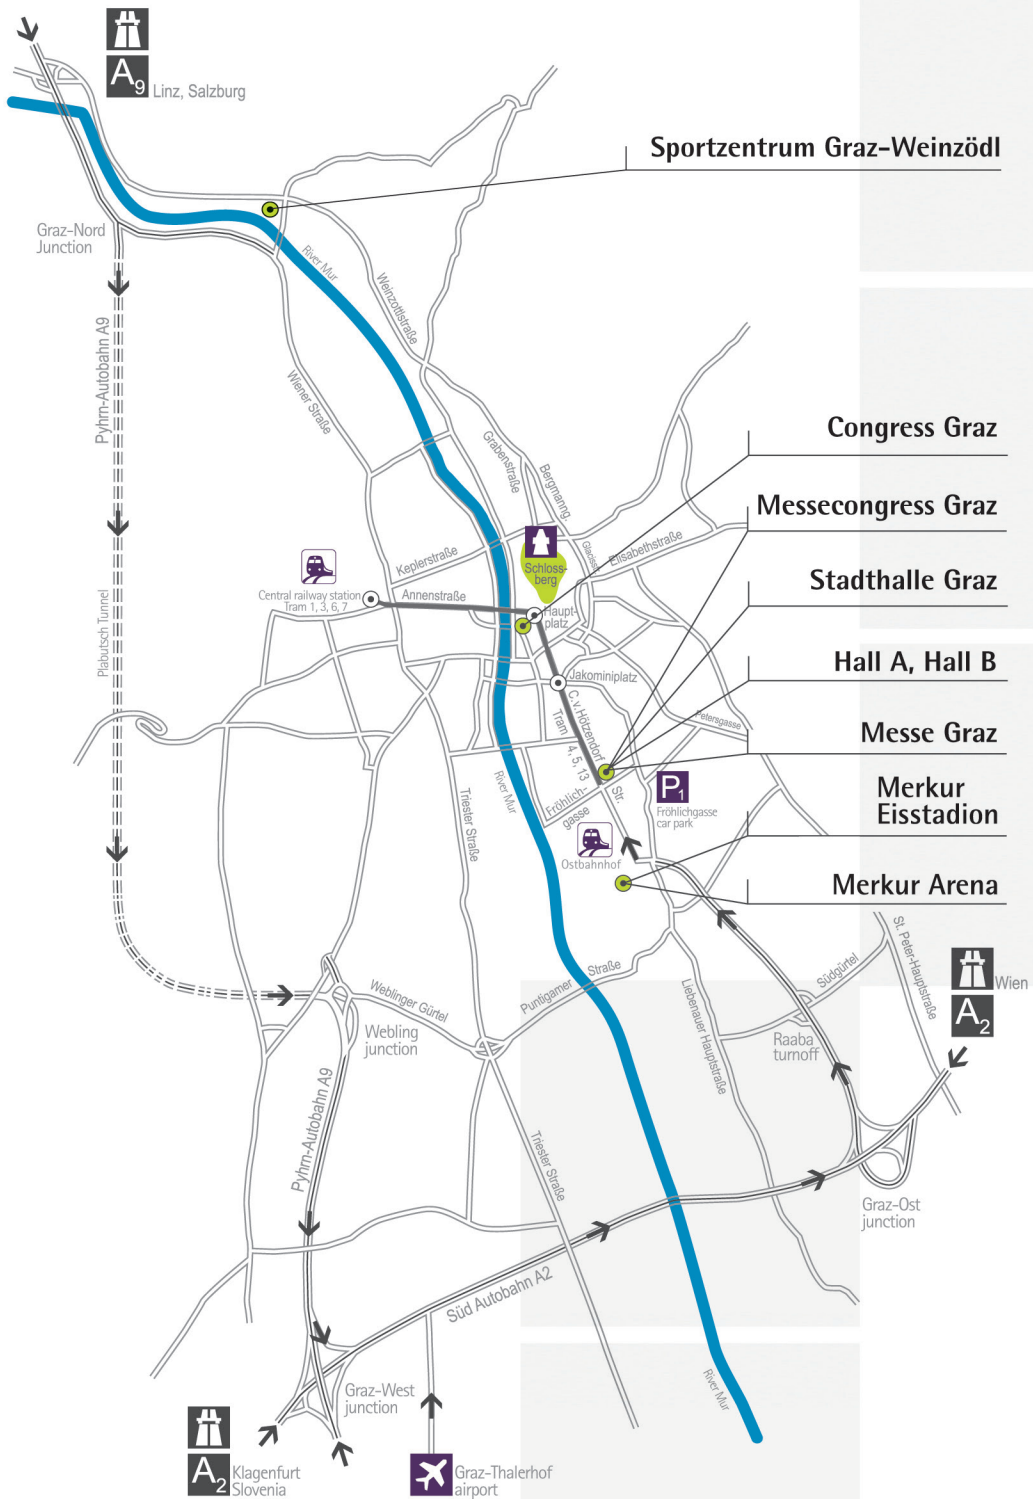 A9
Linz, Salzburg
Sportzentrum Graz-Weinzödl
Graz-Nord
Junction
River Mur
Weinzottlstraße
Pyhrn-Autobahn A9
Wiener Straße
Congress Graz
Grabenstraße
Bergmanng.
Messecongress Graz
Keplerstraße
Glacisstr.
Elisabethstraße
Schloss-
berg
Stadthalle Graz
Central railway station
Tram 1, 3, 6, 7
Annenstraße
Haupt-
platz
Plabutsch Tunnel
Hall A, Hall B
Jakominiplatz
C.v.Hötzendorf
Str.
Tram
4, 5, 13
Petersgasse
Messe Graz
River Mur
Triester Straße
Fröhlich-
gasse
P1
Fröhlichgasse
car park
Merkur
Eisstadion
Ostbahnhof
Merkur Arena
St. Peter-Hauptstraße
Südgürtel
Wien
A2
Weblinger Gürtel
Puntigamer
Straße
Liebenauer Hauptstraße
Webling
junction
Raaba
turnoff
Pyhrn-Autobahn A9
Triester Straße
Graz-Ost
junction
Süd Autobahn A2
River Mur
Graz-West
junction
A2
Klagenfurt
Slovenia
Graz-Thalerhof
airport